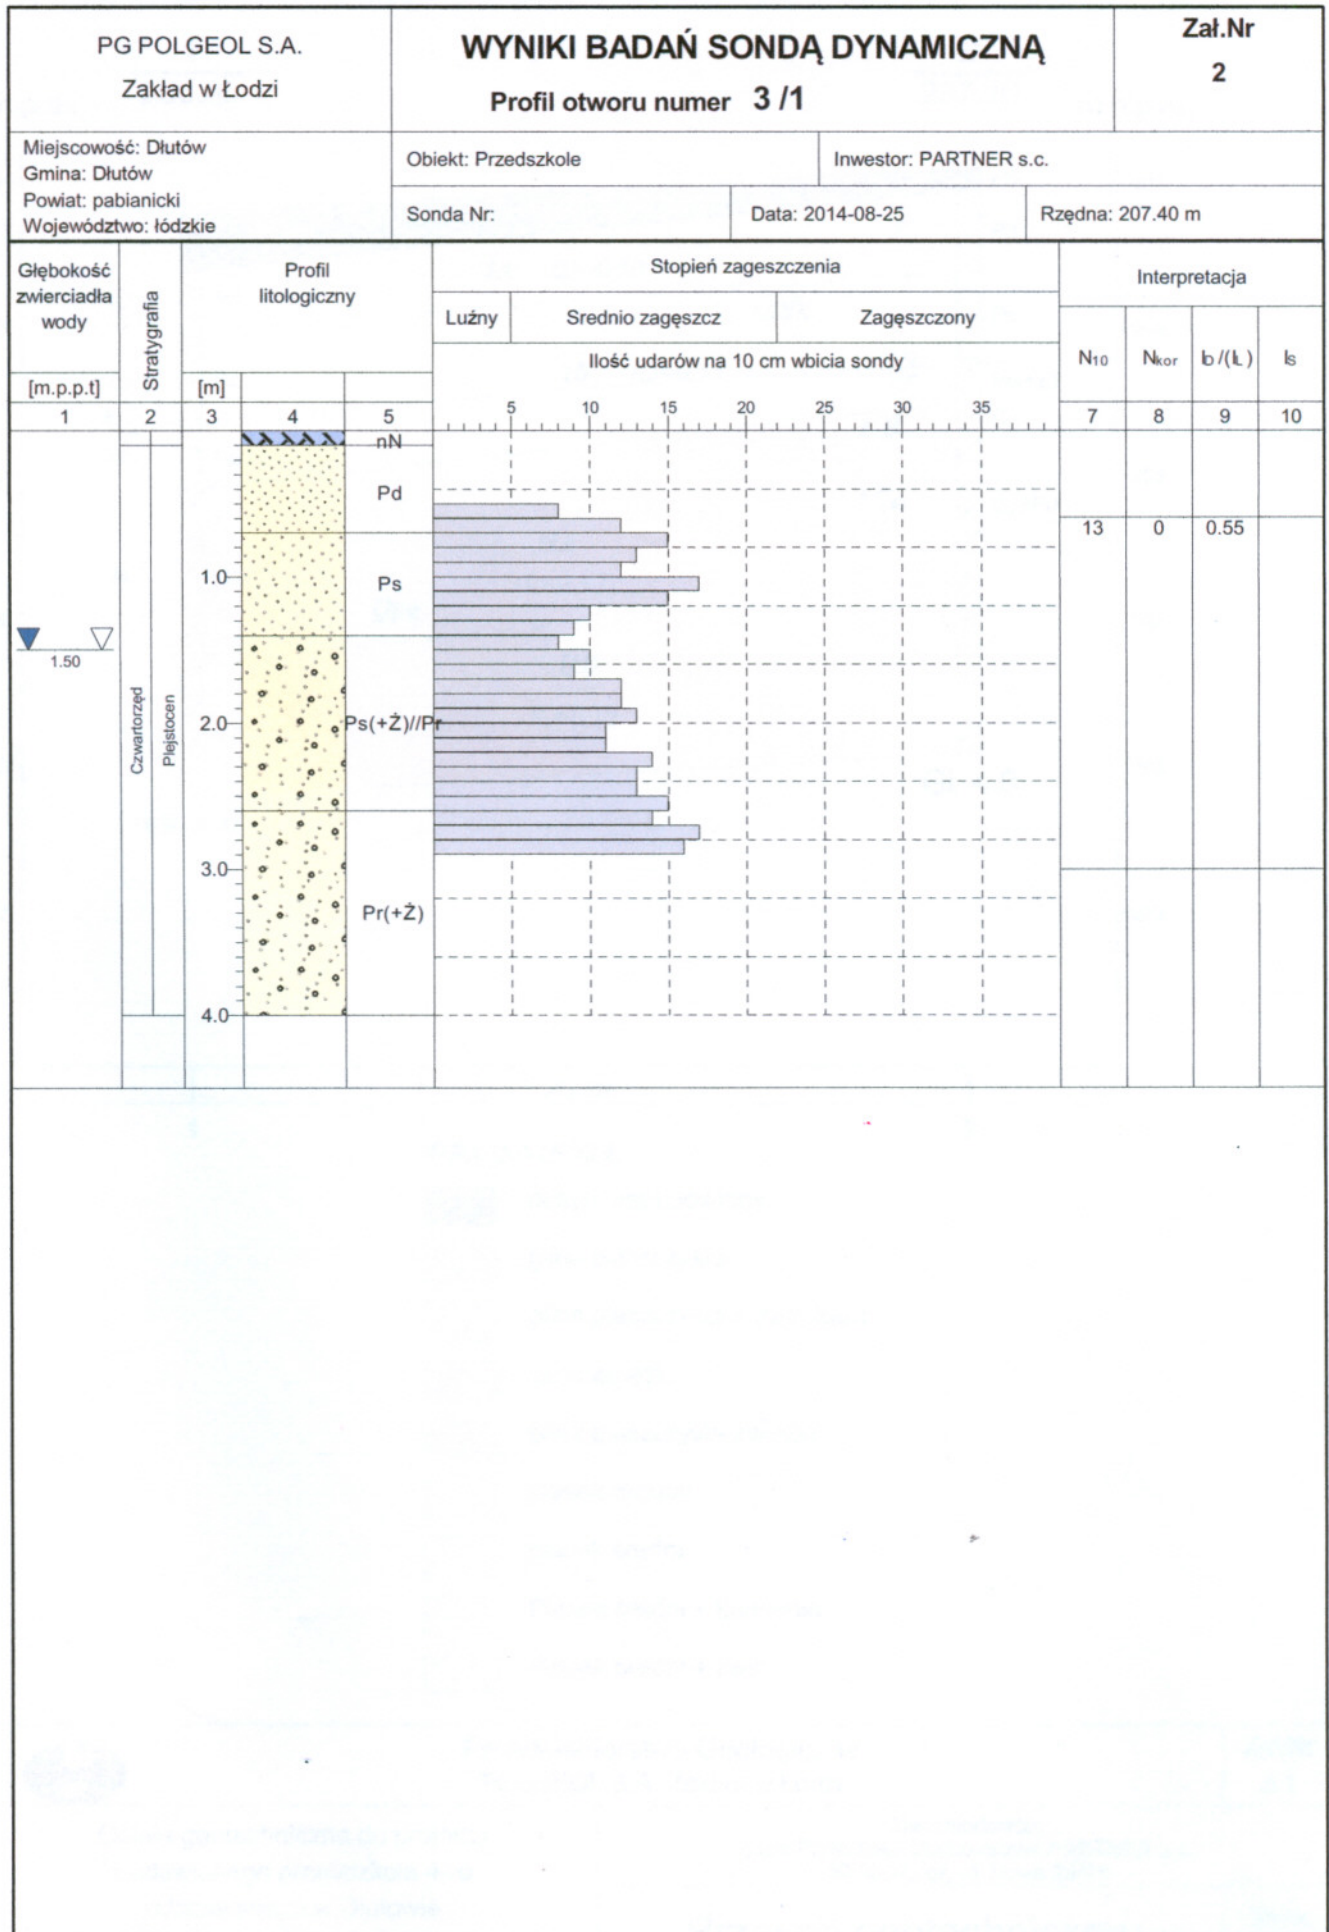 PG POLGEOL S.A.
Zakład w Łodzi
WYNIKI BADAŃ SONDĄ DYNAMICZNĄ
Profil otworu numer 3 /1
Zał.Nr
2
Miejscowość: Dłutów
Gmina: Dłutów
Powiat: pabianicki
Województwo: łódzkie
Obiekt: Przedszkole
Inwestor: PARTNER s.c.
Sonda Nr:
Data: 2014-08-25
Rzędna: 207.40 m
Głębokość
zwierciadła
wody
[m.p.p.t]
Stratygrafia
Profil
litologiczny
[m]
Stopień zageszczenia
Luźny
Srednio zagęszcz
Zagęszczony
Ilość udarów na 10 cm wbicia sondy
Interpretacja
N10
Nkor
ID /(IL)
IS
1 2 3 4 5
5 10 15 20 25 30 35
7 8 9 10
nN
Pd
13 0 0.55
1.0
Ps
1.50
Czwartorzęd
Plejstocen
2.0
Ps(+Ż)//Pr
3.0
Pr(+Ż)
4.0